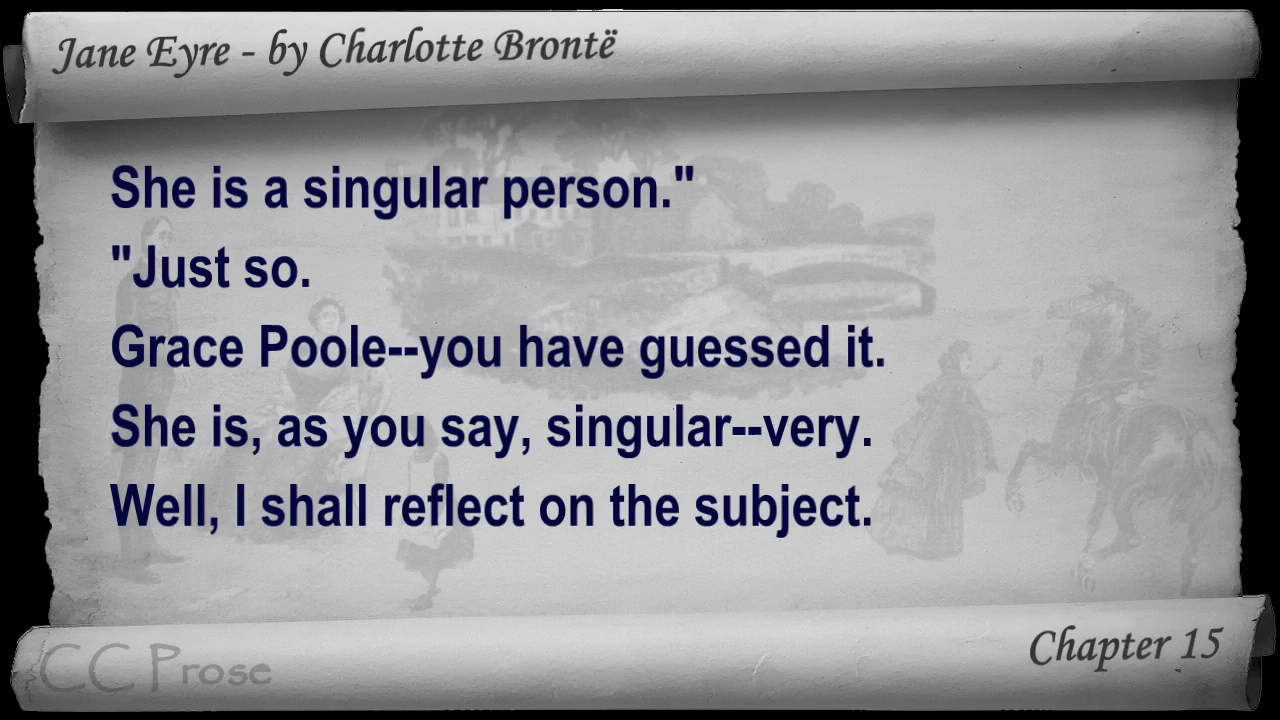 Jane Eyre - by Charlotte Brontë
She is a singular person."
"Just so.
Grace Poole--you have guessed it.
She is, as you say, singular--very.
Well, I shall reflect on the subject.
Chapter 15
CC Prose